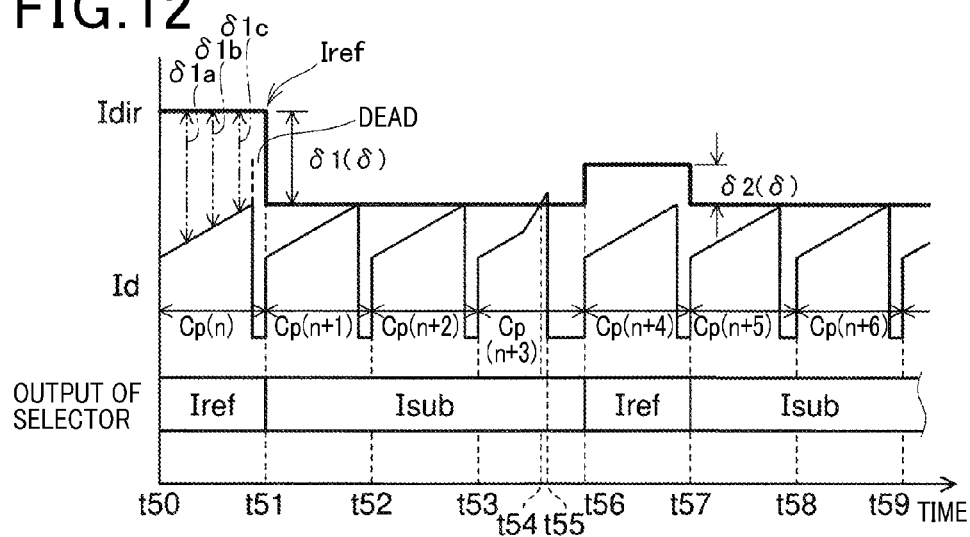 FIG.12
δ1a
δ1b
δ1c
Iref
Idir
DEAD
δ1(δ)
δ2(δ)
Id
Cp(n)
Cp(n+1)
Cp(n+2)
Cp
(n+3)
Cp(n+4)
Cp(n+5)
Cp(n+6)
OUTPUT OF
SELECTOR
Iref
Isub
Iref
Isub
t50
t51
t52
t53
t54
t55
t56
t57
t58
t59
TIME